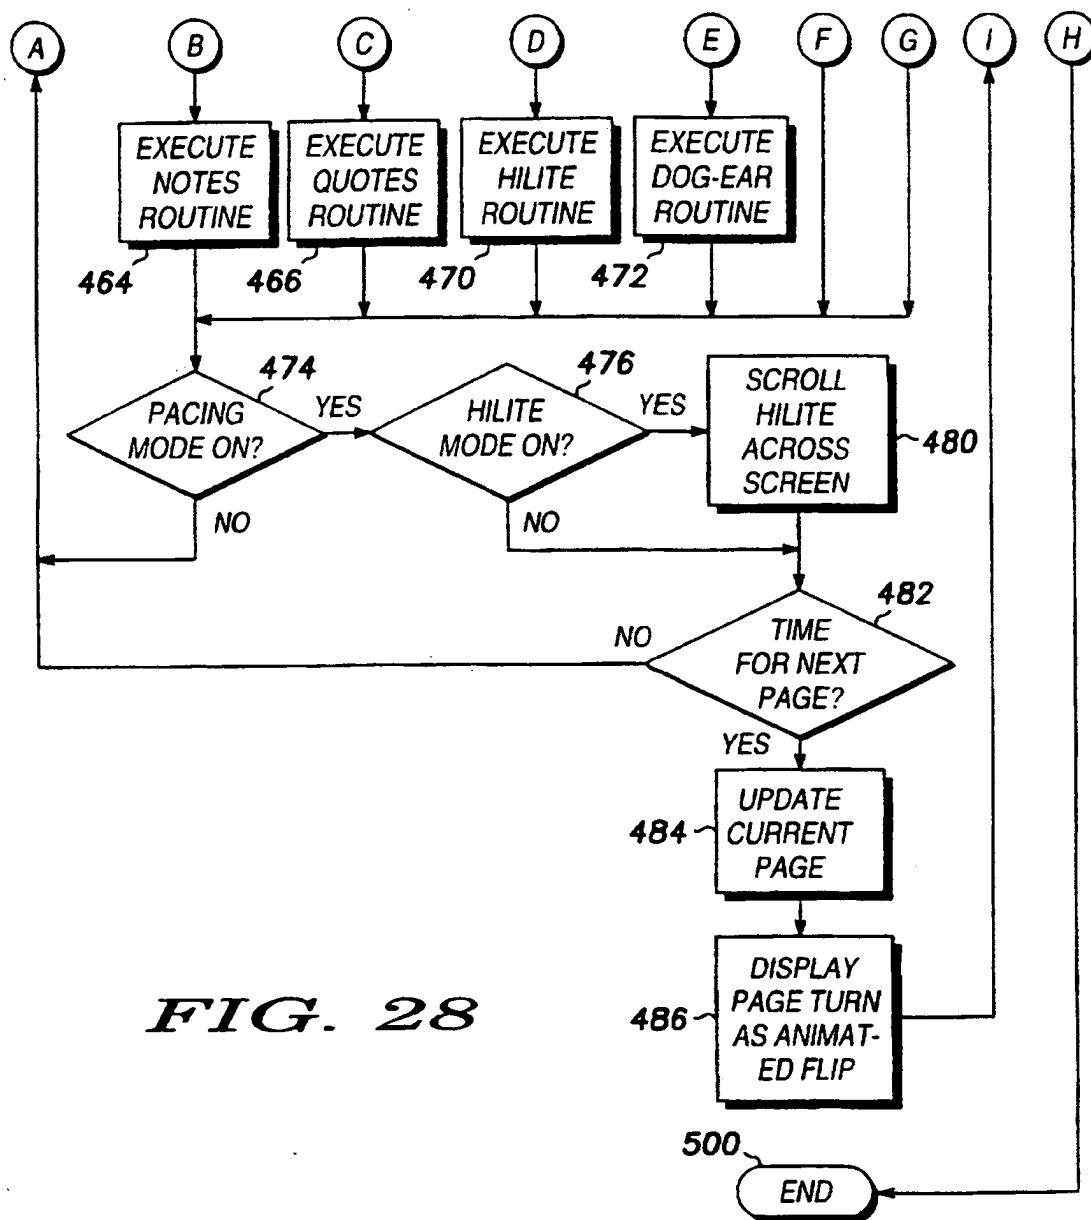 A B C D E F G I H
EXECUTE
NOTES
ROUTINE
464
EXECUTE
QUOTES
ROUTINE
466
EXECUTE
HILITE
ROUTINE
470
EXECUTE
DOG-EAR
ROUTINE
472
PACING
MODE ON?
474
YES
NO
HILITE
MODE ON?
476
YES
NO
SCROLL
HILITE
ACROSS
SCREEN
480
TIME
FOR NEXT
PAGE?
482
NO
YES
UPDATE
CURRENT
PAGE
484
DISPLAY
PAGE TURN
AS ANIMAT-
ED FLIP
486
FIG. 28
500
END